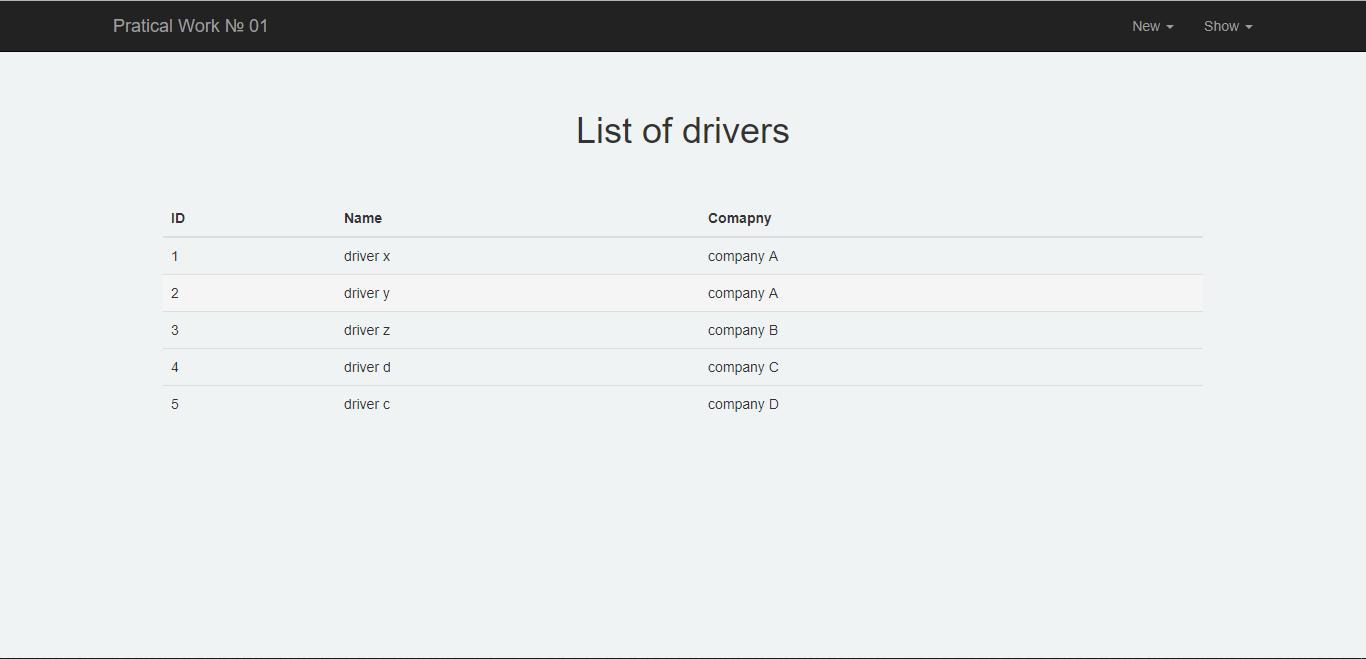 Pratical Work № 01 New Show
List of drivers
ID Name Comapny
1 driver x company A
2 driver y company A
3 driver z company B
4 driver d company C
5 driver c company D